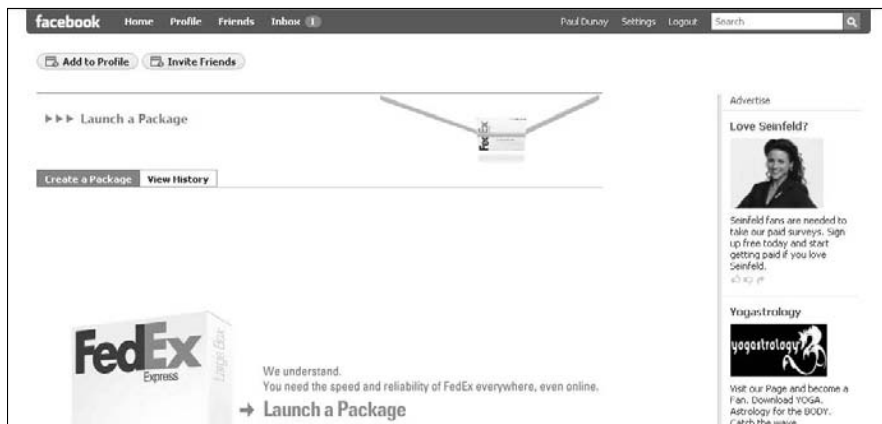 facebook Home Profile Friends Inbox 1 Paul Dunay Settings Logout Search
Add to Profile Invite Friends
Launch a Package
FedEx
Create a Package View History
FedEx
Express
Large Box
We understand.
You need the speed and reliability of FedEx everywhere, even online.
Launch a Package
Advertise
Love Seinfeld?
Seinfeld fans are needed to
take our paid surveys. Sign
up free today and start
getting paid if you love
Seinfeld.
Yogastrology
yogastrology
Visit our Page and become a
Fan. Download YOGA.
Astrology for the BODY.
Catch the wave